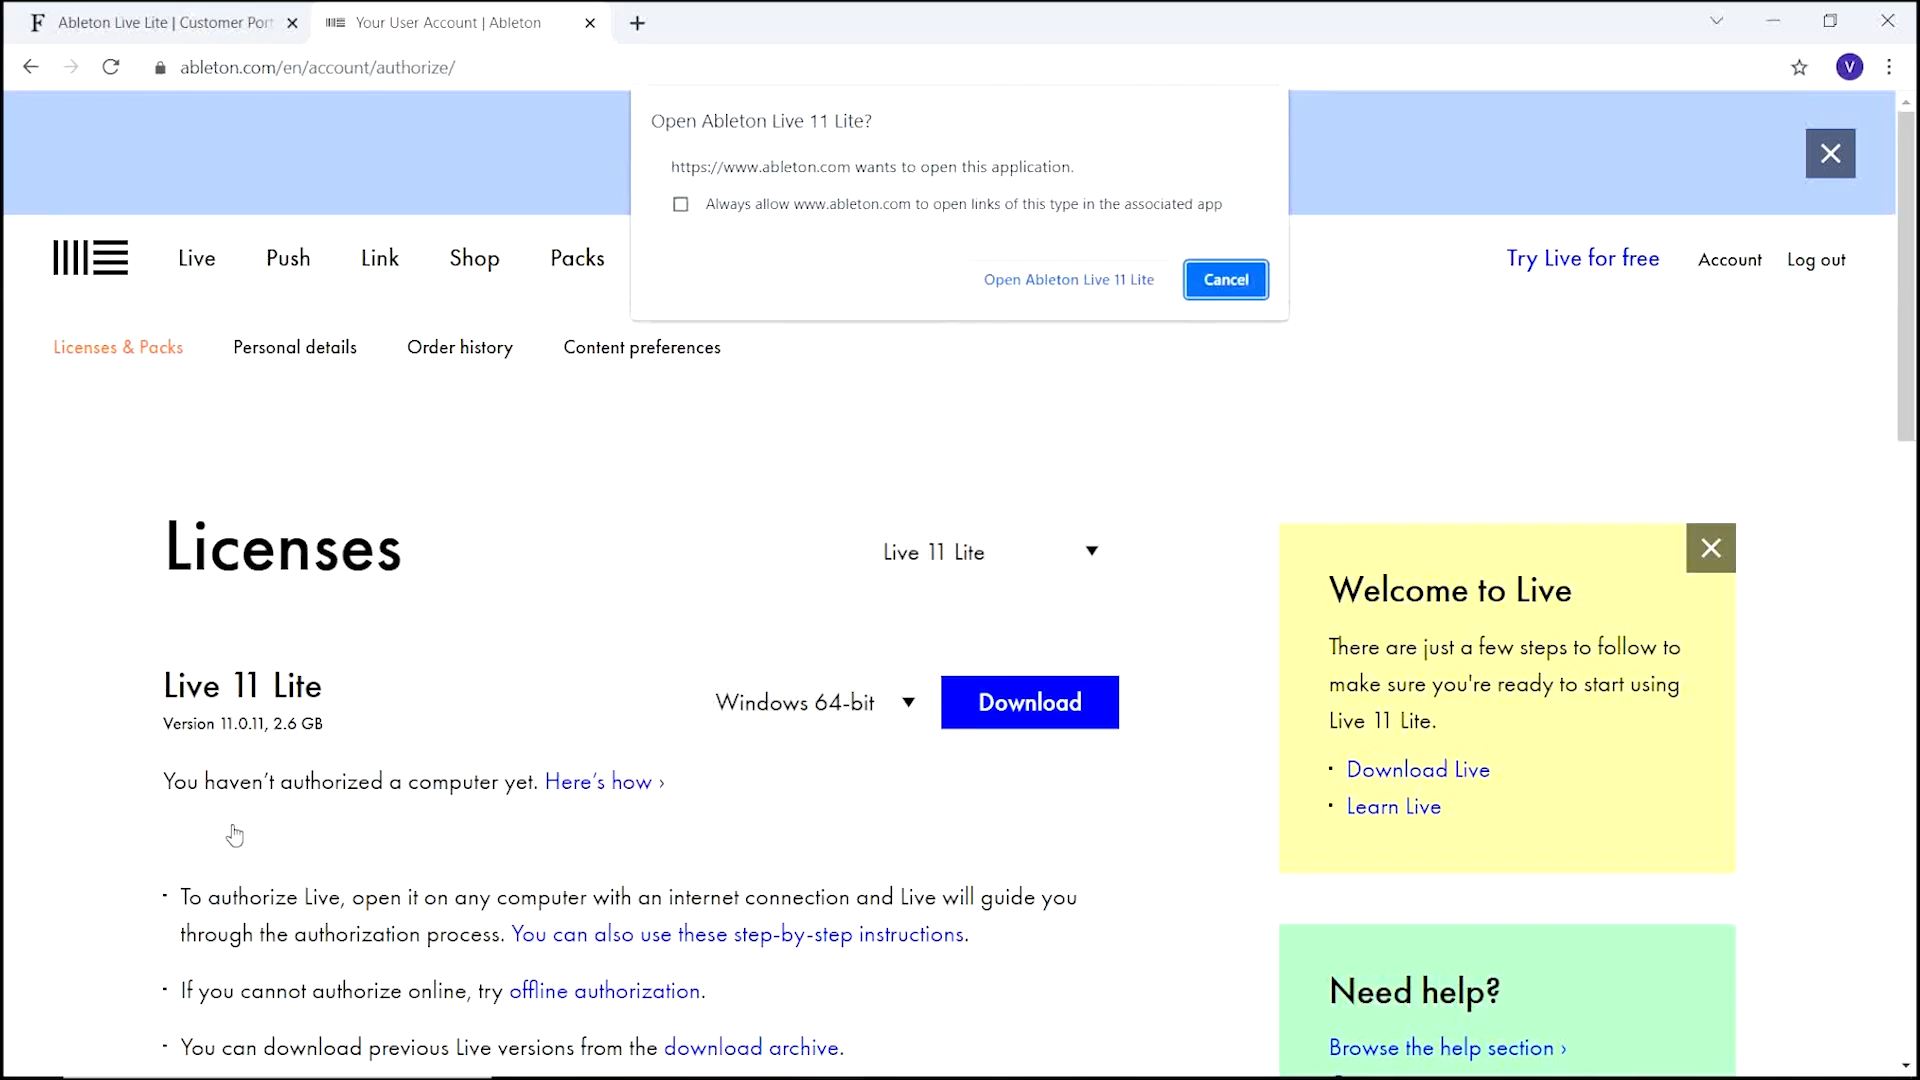 Ableton Live Lite | Customer Port
Your User Account | Ableton
ableton.com/en/account/authorize/
V
Open Ableton Live 11 Lite?
https://www.ableton.com wants to open this application.
Always allow www.ableton.com to open links of this type in the associated app
Open Ableton Live 11 Lite
Cancel
Live
Push
Link
Shop
Packs
Try Live for free
Account
Log out
Licenses & Packs
Personal details
Order history
Content preferences
Licenses
Live 11 Lite
Live 11 Lite
Version 11.0.11, 2.6 GB
Windows 64-bit
Download
You haven't authorized a computer yet. Here's how ›
· To authorize Live, open it on any computer with an internet connection and Live will guide you
through the authorization process. You can also use these step-by-step instructions.
· If you cannot authorize online, try offline authorization.
· You can download previous Live versions from the download archive.
Welcome to Live
There are just a few steps to follow to
make sure you're ready to start using
Live 11 Lite.
· Download Live
· Learn Live
Need help?
Browse the help section ›